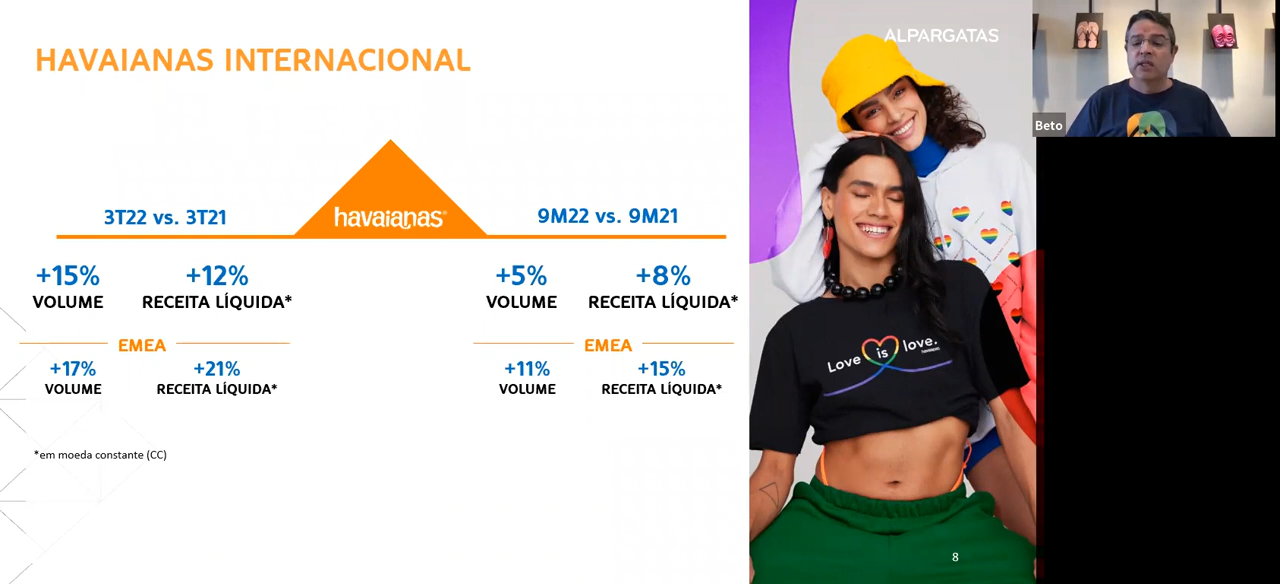 HAVAIANAS INTERNACIONAL
ALPARGATAS
Beto
3T22 vs. 3T21
havaianas®
9M22 vs. 9M21
+15%
VOLUME
+12%
RECEITA LÍQUIDA*
+5%
VOLUME
+8%
RECEITA LÍQUIDA*
EMEA
+17%
VOLUME
+21%
RECEITA LÍQUIDA*
EMEA
+11%
VOLUME
+15%
RECEITA LÍQUIDA*
*em moeda constante (CC)
Love is love.
8